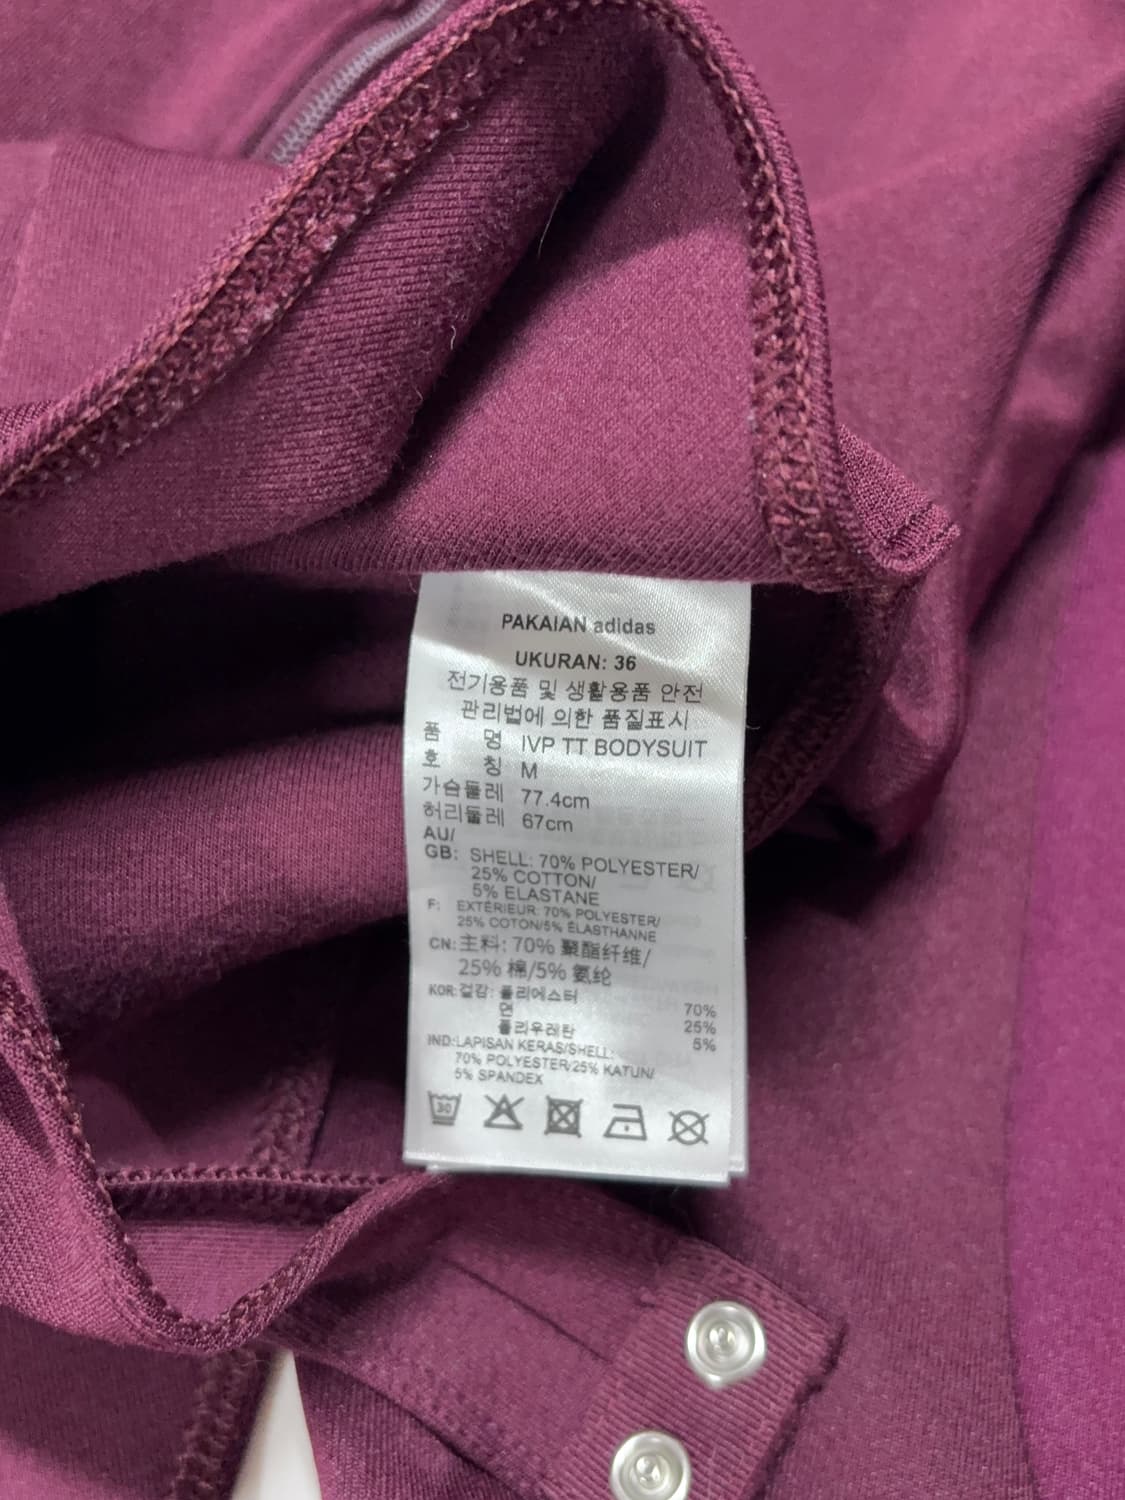 PAKAIAN adidas
UKURAN: 36
전기용품 및 생활용품 안전
관리법에 의한 품질표시
품 명 IVP TT BODYSUIT
호 칭 M
가슴둘레 77.4cm
허리둘레 67cm
AU/
GB: SHELL: 70% POLYESTER/
25% COTTON/
5% ELASTANE
F: EXTÉRIEUR: 70% POLYESTER/
25% COTON/5% ÉLASTHANNE
CN: 主料: 70% 聚酯纤维/
25% 棉/5% 氨纶
KOR: 겉감: 폴리에스터 70%
면 25%
폴리우레탄 5%
IND: LAPISAN KERAS/SHELL:
70% POLYESTER/25% KATUN/
5% SPANDEX
30